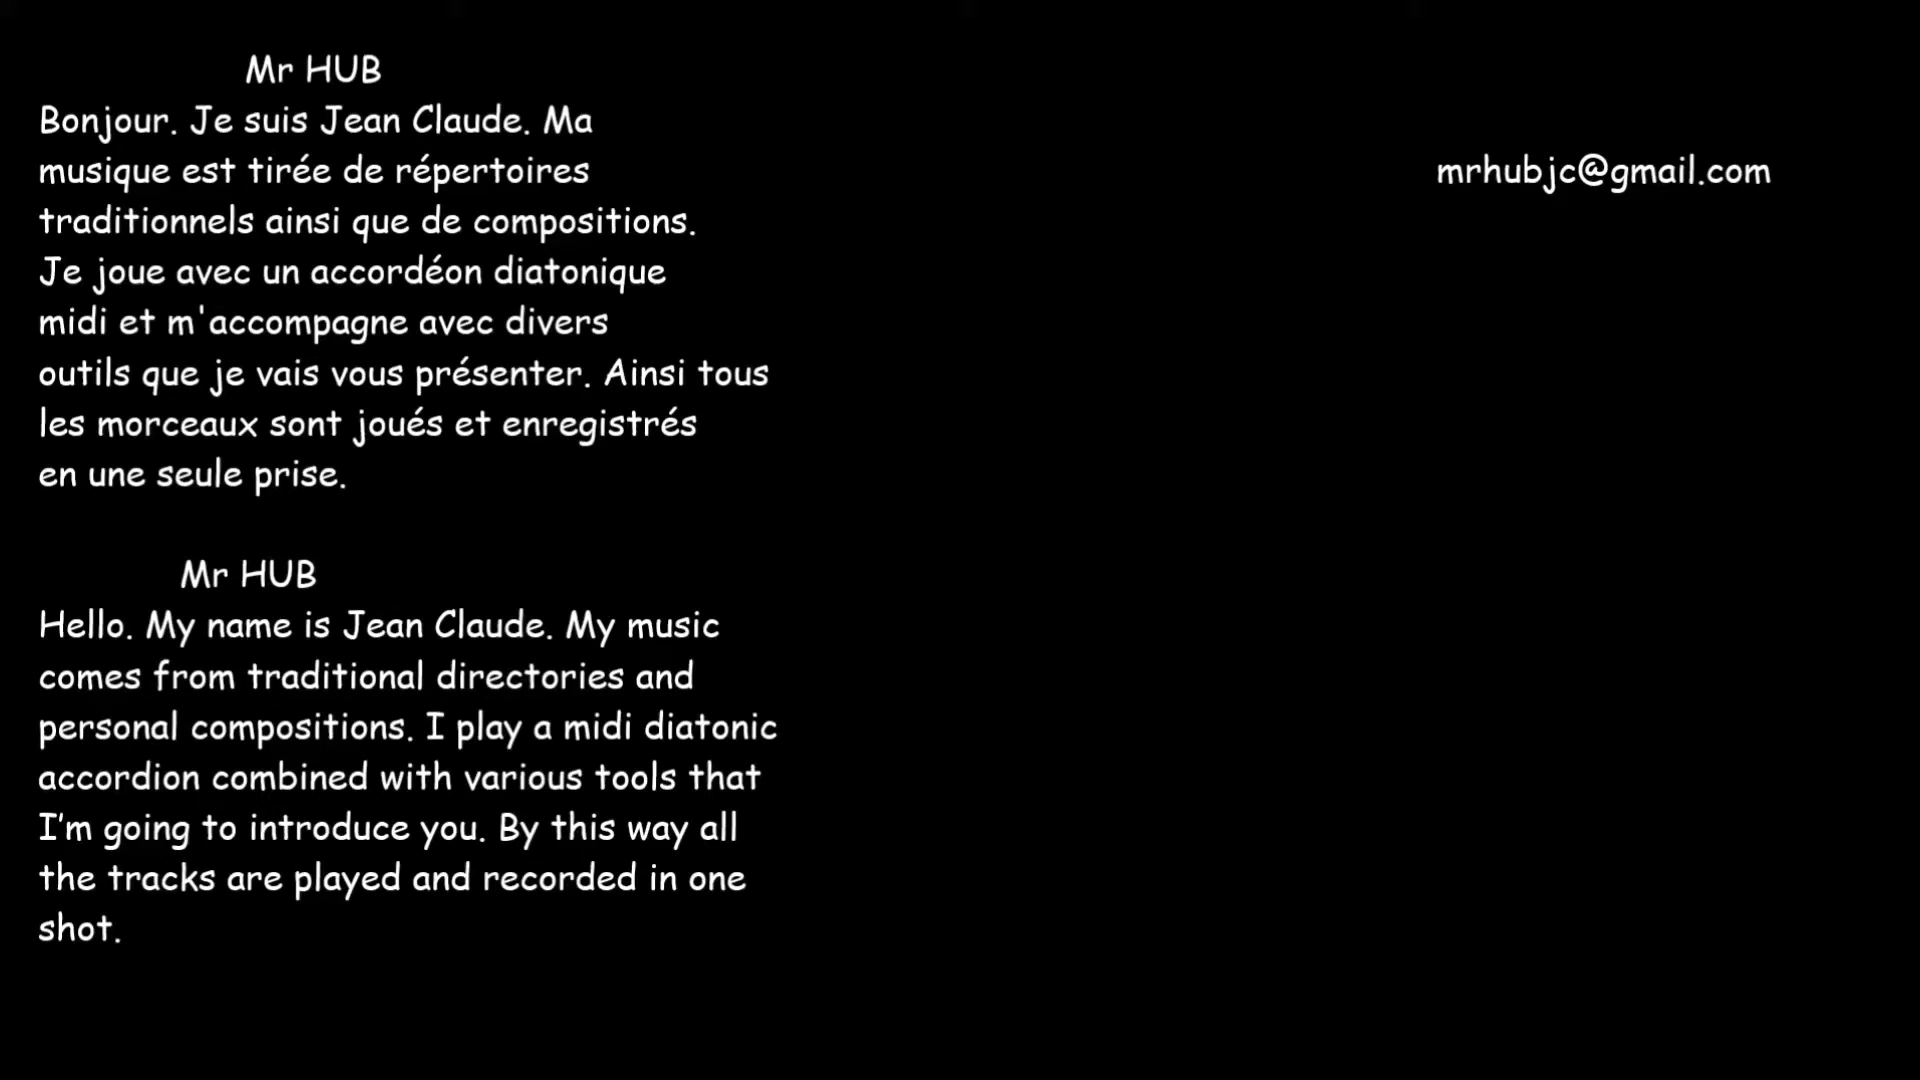 Mr HUB
Bonjour. Je suis Jean Claude. Ma
musique est tirée de répertoires
traditionnels ainsi que de compositions.
Je joue avec un accordéon diatonique
midi et m'accompagne avec divers
outils que je vais vous présenter. Ainsi tous
les morceaux sont joués et enregistrés
en une seule prise.
Mr HUB
Hello. My name is Jean Claude. My music
comes from traditional directories and
personal compositions. I play a midi diatonic
accordion combined with various tools that
I’m going to introduce you. By this way all
the tracks are played and recorded in one
shot.
mrhubjc@gmail.com